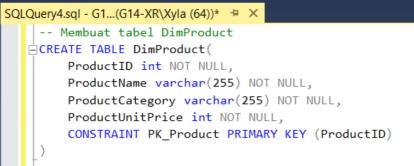 SQLQuery4.sql - G1...(G14-XR\Xyla (64))*
-- Membuat tabel DimProduct
CREATE TABLE DimProduct(
ProductID int NOT NULL,
ProductName varchar(255) NOT NULL,
ProductCategory varchar(255) NOT NULL,
ProductUnitPrice int NOT NULL,
CONSTRAINT PK_Product PRIMARY KEY (ProductID)
)